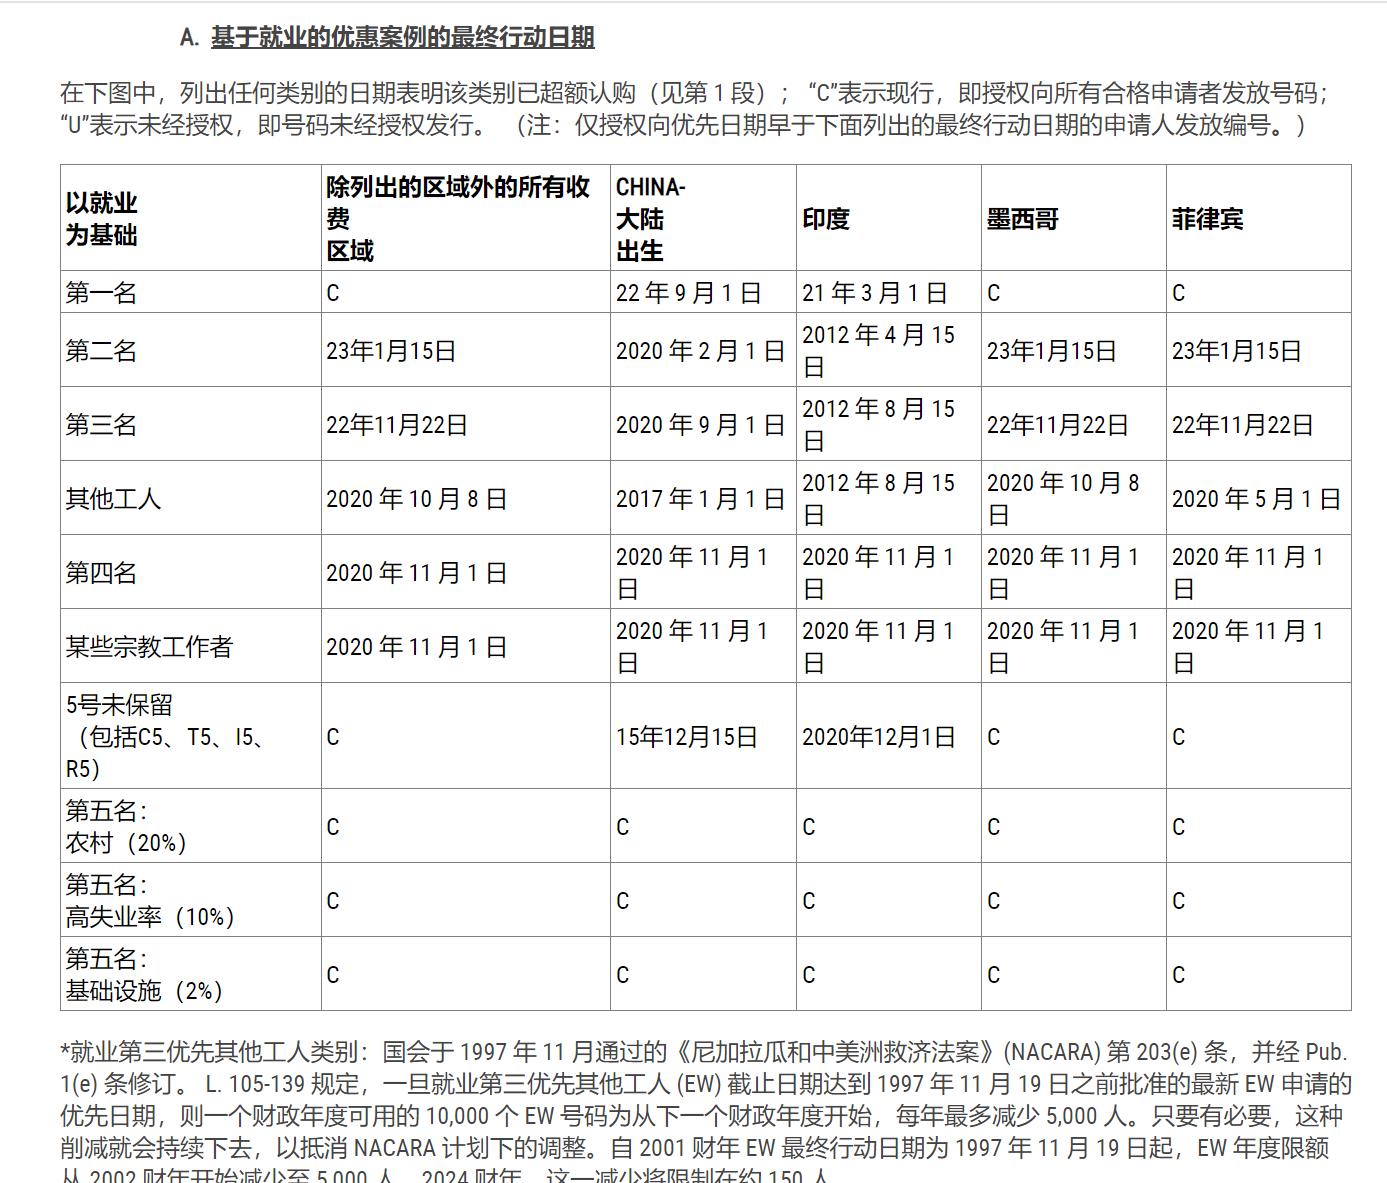 A. 基于就业的优惠案例的最终行动日期
在下图中，列出任何类别的日期表明该类别已超额认购（见第 1 段）； “C”表示现行，即授权向所有合格申请者发放号码；
“U”表示未经授权，即号码未经授权发行。 （注：仅授权向优先日期早于下面列出的最终行动日期的申请人发放编号。）
以就业
为基础
除列出的区域外的所有收
费
区域
CHINA-
大陆
出生
印度
墨西哥
菲律宾
第一名
C
22 年 9 月 1 日
21 年 3 月 1 日
C
C
第二名
23年1月15日
2020 年 2 月 1 日
2012 年 4 月 15
日
23年1月15日
23年1月15日
第三名
22年11月22日
2020 年 9 月 1 日
2012 年 8 月 15
日
22年11月22日
22年11月22日
其他工人
2020 年 10 月 8 日
2017 年 1 月 1 日
2012 年 8 月 15
日
2020 年 10 月 8
日
2020 年 5 月 1 日
第四名
2020 年 11 月 1 日
2020 年 11 月 1
日
2020 年 11 月 1
日
2020 年 11 月 1
日
2020 年 11 月 1
日
某些宗教工作者
2020 年 11 月 1 日
2020 年 11 月 1
日
2020 年 11 月 1
日
2020 年 11 月 1
日
2020 年 11 月 1
日
5号未保留
（包括C5、T5、I5、
R5）
C
15年12月15日
2020年12月1日
C
C
第五名：
农村（20%）
C
C
C
C
C
第五名：
高失业率（10%）
C
C
C
C
C
第五名：
基础设施（2%）
C
C
C
C
C
*就业第三优先其他工人类别：国会于 1997 年 11 月通过的《尼加拉瓜和中美洲救济法案》(NACARA) 第 203(e) 条，并经 Pub.
1(e) 条修订。 L. 105-139 规定，一旦就业第三优先其他工人 (EW) 截止日期达到 1997 年 11 月 19 日之前批准的最新 EW 申请的
优先日期，则一个财政年度可用的 10,000 个 EW 号码为从下一个财政年度开始，每年最多减少 5,000 人。只要有必要，这种
削减就会持续下去，以抵消 NACARA 计划下的调整。自 2001 财年 EW 最终行动日期为 1997 年 11 月 19 日起，EW 年度限额
从 2002 财年开始减少至 5,000 人。2024 财年，这一减少将限制在约 150 人